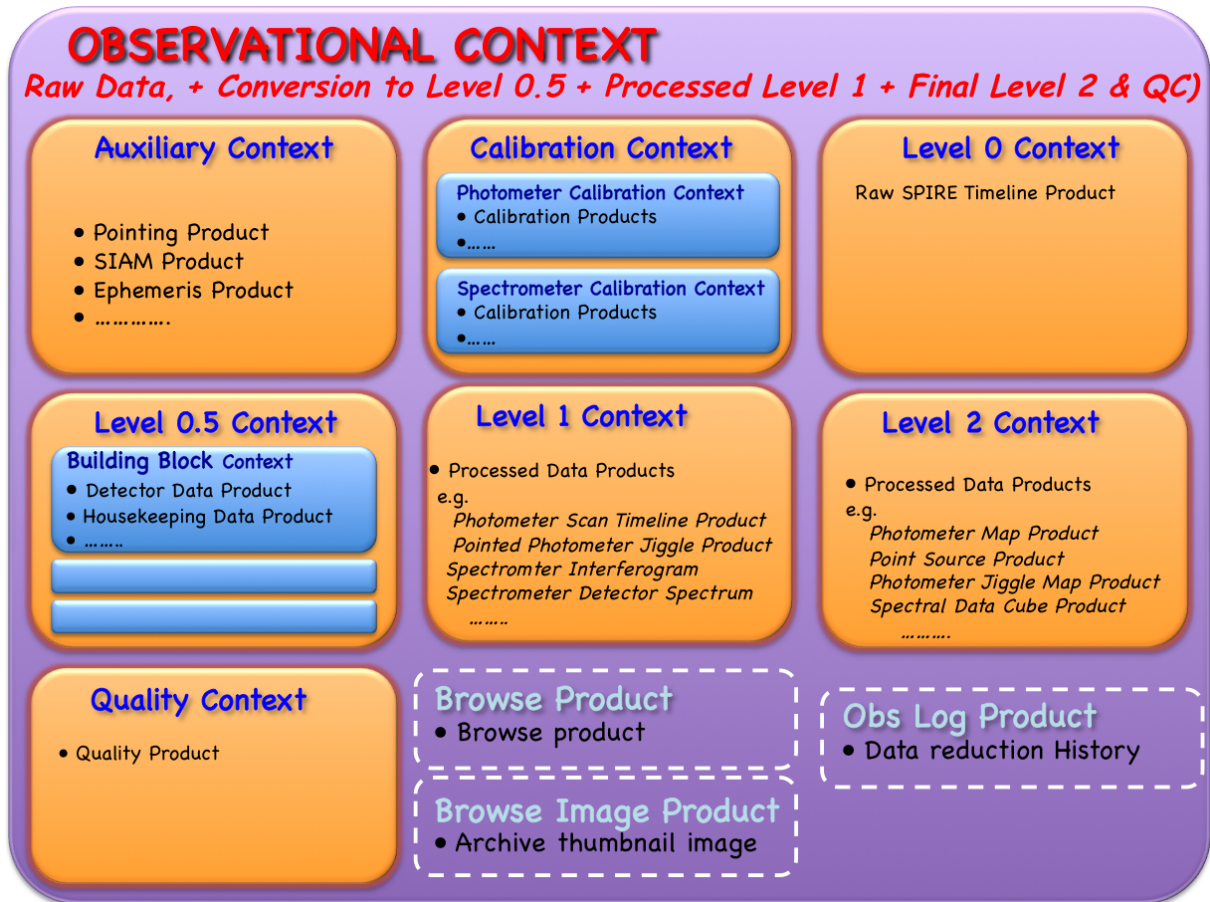 OBSERVATIONAL CONTEXT
Raw Data, + Conversion to Level 0.5 + Processed Level 1 + Final Level 2 & QC)
Auxiliary Context
• Pointing Product
• SIAM Product
• Ephemeris Product
• ..............
Calibration Context
Photometer Calibration Context
• Calibration Products
•......
Spectrometer Calibration Context
• Calibration Products
•......
Level 0 Context
Raw SPIRE Timeline Product
Level 0.5 Context
Building Block Context
• Detector Data Product
• Housekeeping Data Product
• ........
Level 1 Context
• Processed Data Products
e.g.
Photometer Scan Timeline Product
Pointed Photometer Jiggle Product
Spectromter Interferogram
Spectrometer Detector Spectrum
........
Level 2 Context
• Processed Data Products
e.g.
Photometer Map Product
Point Source Product
Photometer Jiggle Map Product
Spectral Data Cube Product
..........
Quality Context
• Quality Product
Browse Product
• Browse product
Browse Image Product
• Archive thumbnail image
Obs Log Product
• Data reduction History